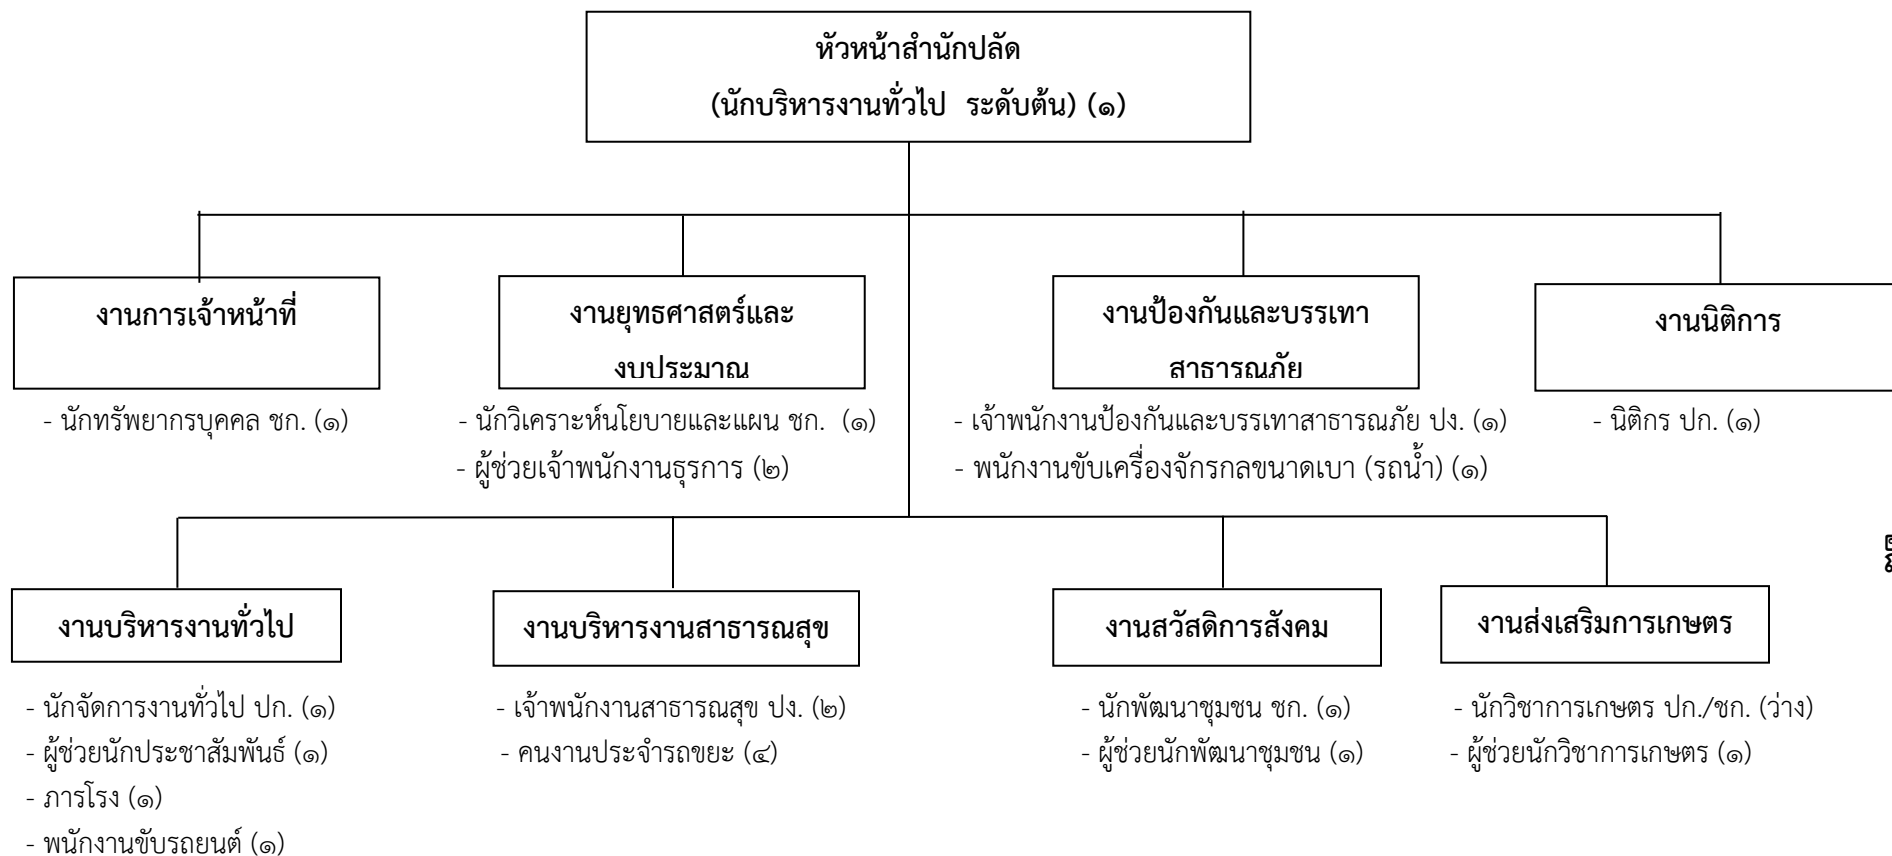 หัวหน้าสำนักปลัด
(นักบริหารงานทั่วไป ระดับต้น) (๑)
งานการเจ้าหน้าที่
- นักทรัพยากรบุคคล ชก. (๑)
งานยุทธศาสตร์และ
งบประมาณ
- นักวิเคราะห์นโยบายและแผน ชก. (๑)
- ผู้ช่วยเจ้าพนักงานธุรการ (๒)
งานป้องกันและบรรเทา
สาธารณภัย
- เจ้าพนักงานป้องกันและบรรเทาสาธารณภัย ปง. (๑)
- พนักงานขับเครื่องจักรกลขนาดเบา (รถน้ำ) (๑)
งานนิติการ
- นิติกร ปก. (๑)
งานบริหารงานทั่วไป
- นักจัดการงานทั่วไป ปก. (๑)
- ผู้ช่วยนักประชาสัมพันธ์ (๑)
- ภารโรง (๑)
- พนักงานขับรถยนต์ (๑)
งานบริหารงานสาธารณสุข
- เจ้าพนักงานสาธารณสุข ปง. (๒)
- คนงานประจำรถขยะ (๔)
งานสวัสดิการสังคม
- นักพัฒนาชุมชน ชก. (๑)
- ผู้ช่วยนักพัฒนาชุมชน (๑)
งานส่งเสริมการเกษตร
- นักวิชาการเกษตร ปก./ชก. (ว่าง)
- ผู้ช่วยนักวิชาการเกษตร (๑)